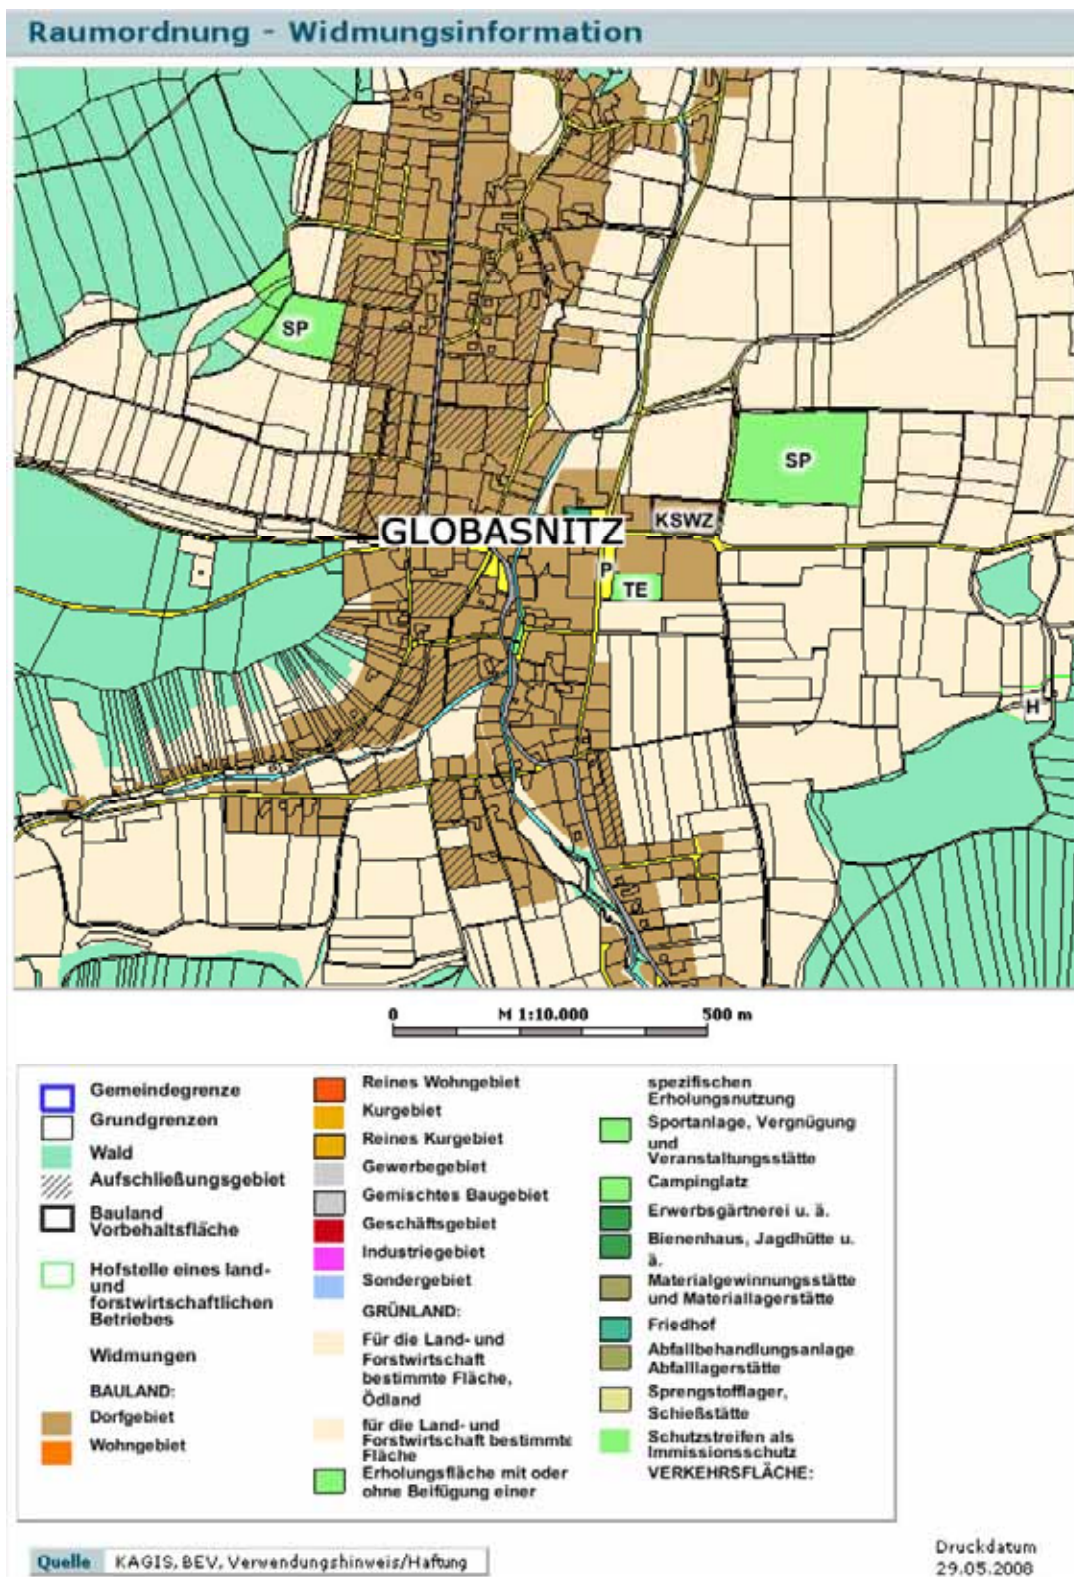 Raumordnung - Widmungsinformation
SP
SP
GLOBASNITZ
KSWZ
P
TE
H
0 M 1:10.000 500 m
Gemeindegrenze
Grundgrenzen
Wald
Aufschließungsgebiet
Bauland
Vorbehaltsfläche
Hofstelle eines land-
und
forstwirtschaftlichen
Betriebes
Widmungen
BAULAND:
Dorfgebiet
Wohngebiet
Reines Wohngebiet
Kurgebiet
Reines Kurgebiet
Gewerbegebiet
Gemischtes Baugebiet
Geschäftsgebiet
Industriegebiet
Sondergebiet
GRÜNLAND:
Für die Land- und
Forstwirtschaft
bestimmte Fläche,
Ödland
für die Land- und
Forstwirtschaft bestimmte
Fläche
Erholungsfläche mit oder
ohne Beifügung einer
spezifischen
Erholungsnutzung
Sportanlage, Vergnügung
und
Veranstaltungsstätte
Campinglatz
Erwerbsgärtnerei u. ä.
Bienenhaus, Jagdhütte u.
ä.
Materialgewinnungsstätte
und Materiallagerstätte
Friedhof
Abfallbehandlungsanlage
Abfalllagerstätte
Sprengstofflager,
Schießstätte
Schutzstreifen als
Immissionsschutz
VERKEHRSFLÄCHE:
Quelle KAGIS, BEV, Verwendungshinweis/Haftung
Druckdatum
29.05.2008